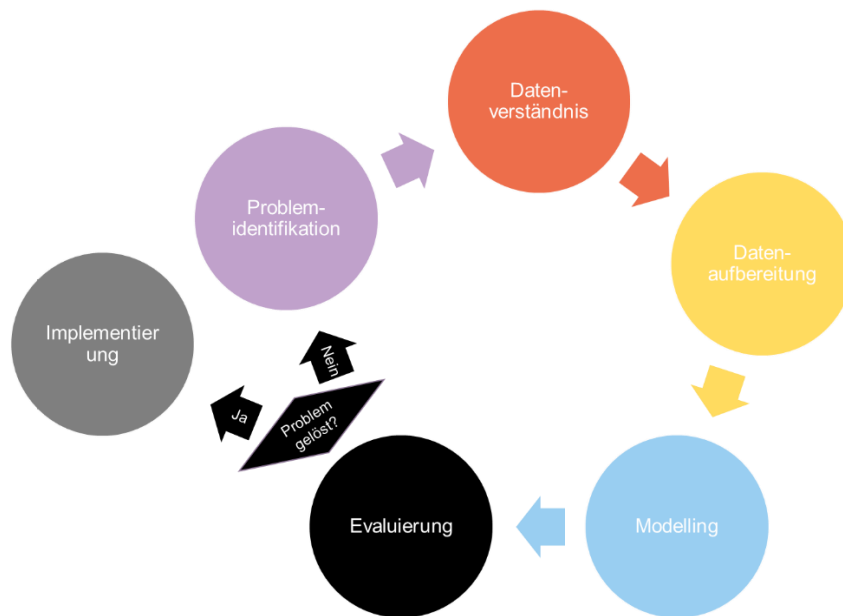 Daten-
verständnis
Problem-
identifikation
Daten-
aufbereitung
Implementier
ung
Nein
Ja
Problem
gelöst?
Evaluierung
Modelling